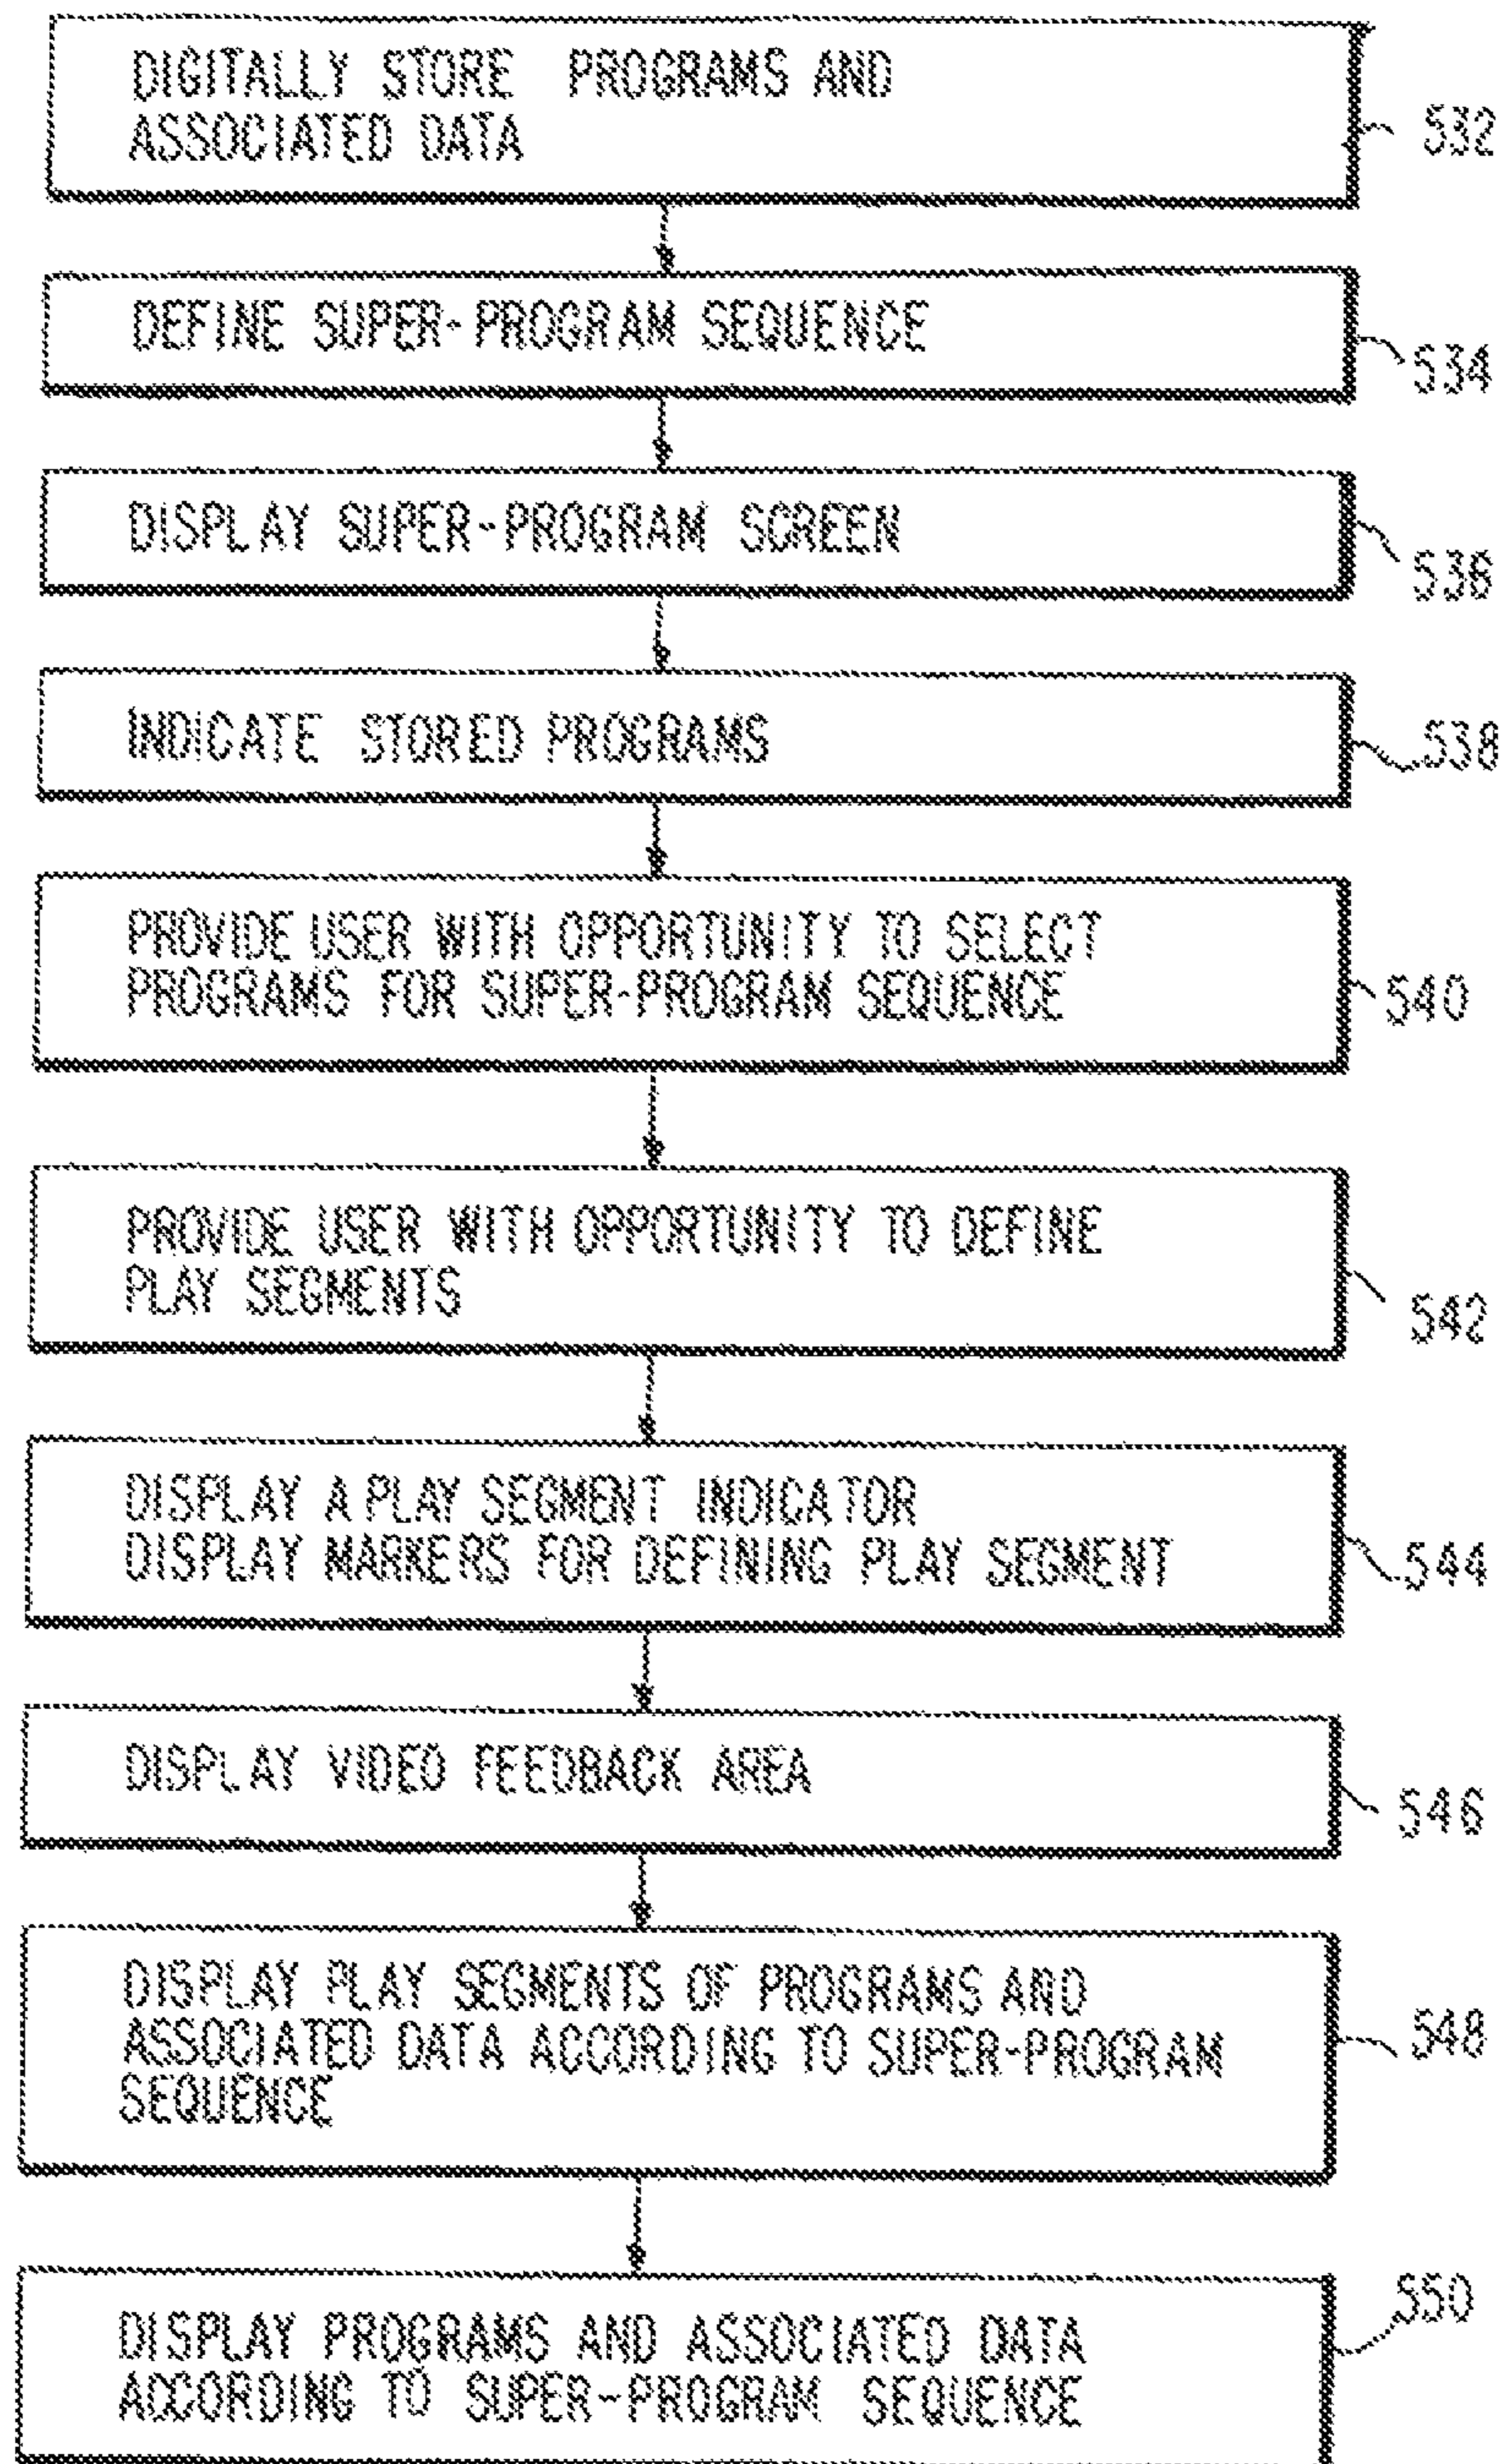 DIGITALLY STORE PROGRAMS AND
ASSOCIATED DATA
532
DEFINE SUPER-PROGRAM SEQUENCE
534
DISPLAY SUPER-PROGRAM SCREEN
536
INDICATE STORED PROGRAMS
538
PROVIDE USER WITH OPPORTUNITY TO SELECT
PROGRAMS FOR SUPER-PROGRAM SEQUENCE
540
PROVIDE USER WITH OPPORTUNITY TO DEFINE
PLAY SEGMENTS
542
DISPLAY A PLAY SEGMENT INDICATOR
DISPLAY MARKERS FOR DEFINING PLAY SEGMENT
544
DISPLAY VIDEO FEEDBACK AREA
546
DISPLAY PLAY SEGMENTS OF PROGRAMS AND
ASSOCIATED DATA ACCORDING TO SUPER-PROGRAM
SEQUENCE
548
DISPLAY PROGRAMS AND ASSOCIATED DATA
ACCORDING TO SUPER-PROGRAM SEQUENCE
550